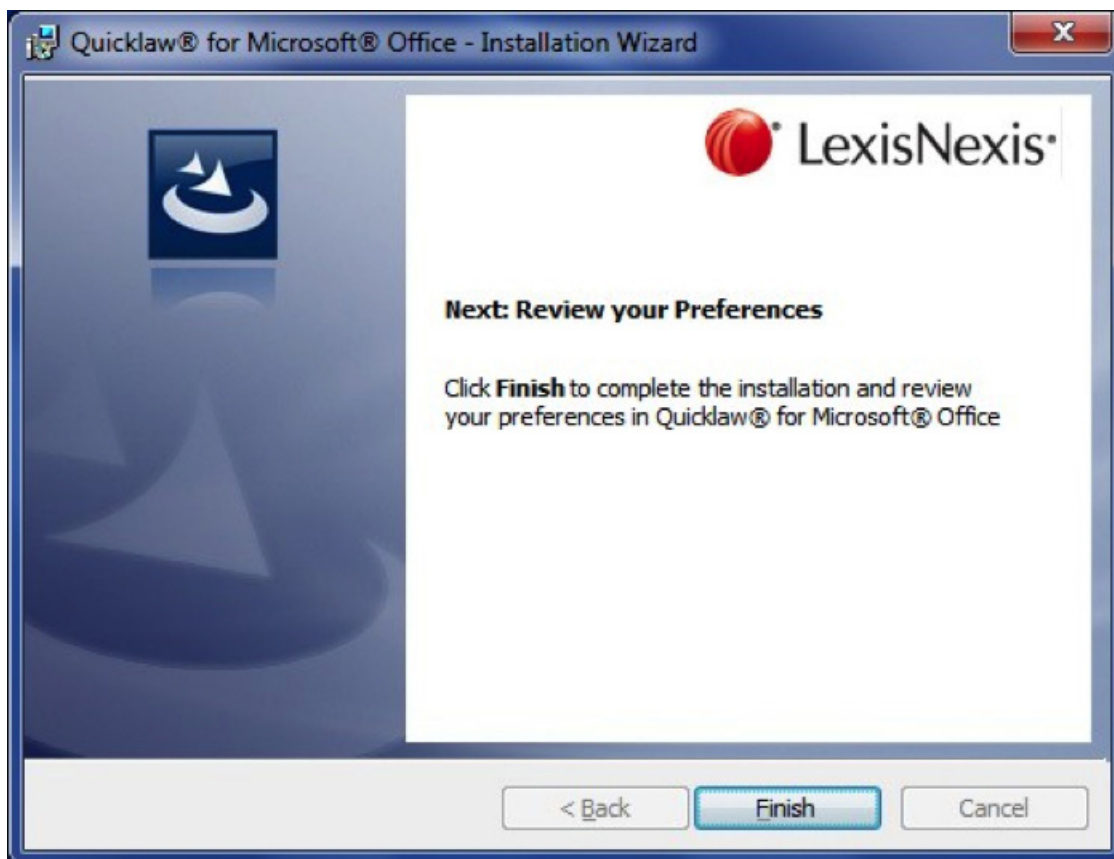 Quicklaw® for Microsoft® Office - Installation Wizard
LexisNexis®
Next: Review your Preferences
Click Finish to complete the installation and review
your preferences in Quicklaw® for Microsoft® Office
< Back
Finish
Cancel